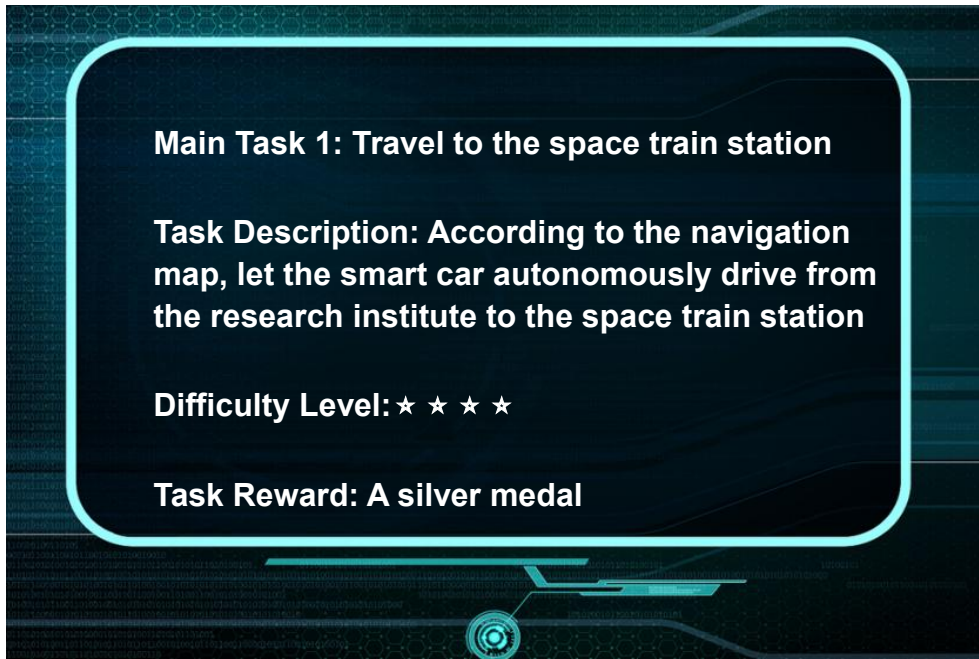 Main Task 1: Travel to the space train station
Task Description: According to the navigation
map, let the smart car autonomously drive from
the research institute to the space train station
Difficulty Level: ★ ★ ★ ★
Task Reward: A silver medal